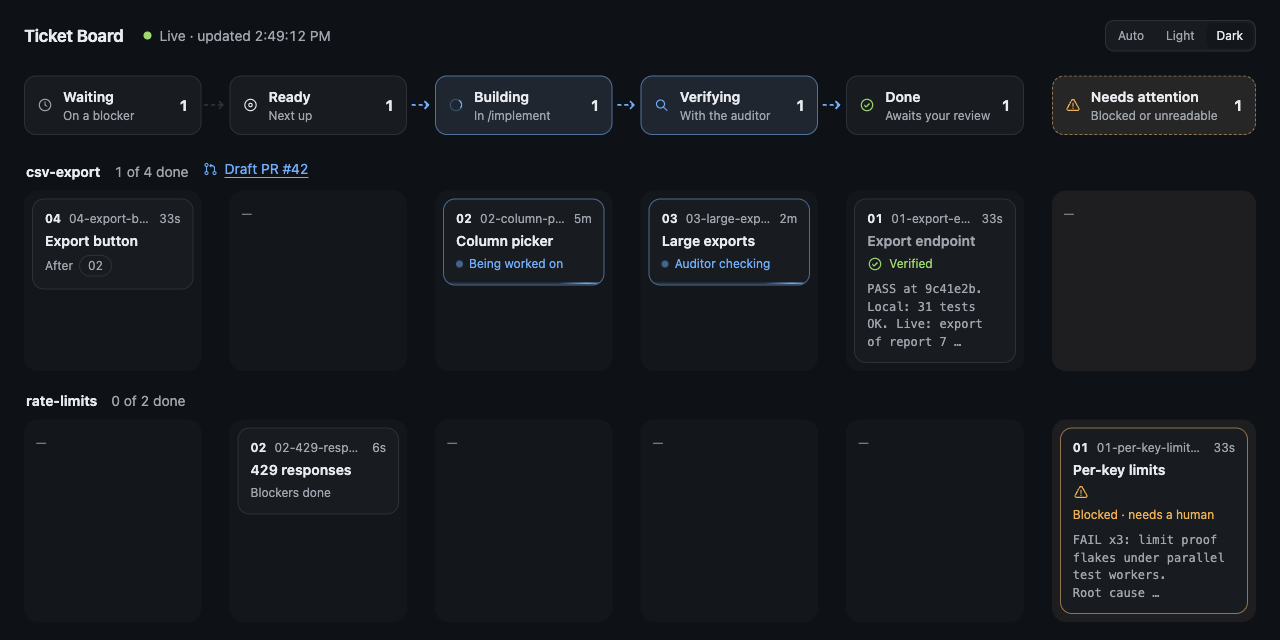 Ticket Board
Live · updated 2:49:12 PM
Auto
Light
Dark
Waiting
On a blocker
1
Ready
Next up
1
Building
In /implement
1
Verifying
With the auditor
1
Done
Awaits your review
1
Needs attention
Blocked or unreadable
1
csv-export
1 of 4 done
Draft PR #42
04 04-export-b… 33s
Export button
After 02
—
02 02-column-p… 5m
Column picker
Being worked on
03 03-large-exp… 2m
Large exports
Auditor checking
01 01-export-e… 33s
Export endpoint
Verified
PASS at 9c41e2b.
Local: 31 tests
OK. Live: export
of report 7 …
—
rate-limits
0 of 2 done
—
02 02-429-resp… 6s
429 responses
Blockers done
—
—
—
01 01-per-key-limit… 33s
Per-key limits
Blocked · needs a human
FAIL x3: limit proof
flakes under parallel
test workers.
Root cause …